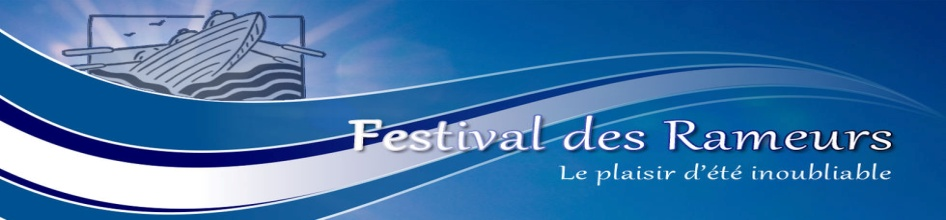 Festival des Rameurs
Le plaisir d'été inoubliable